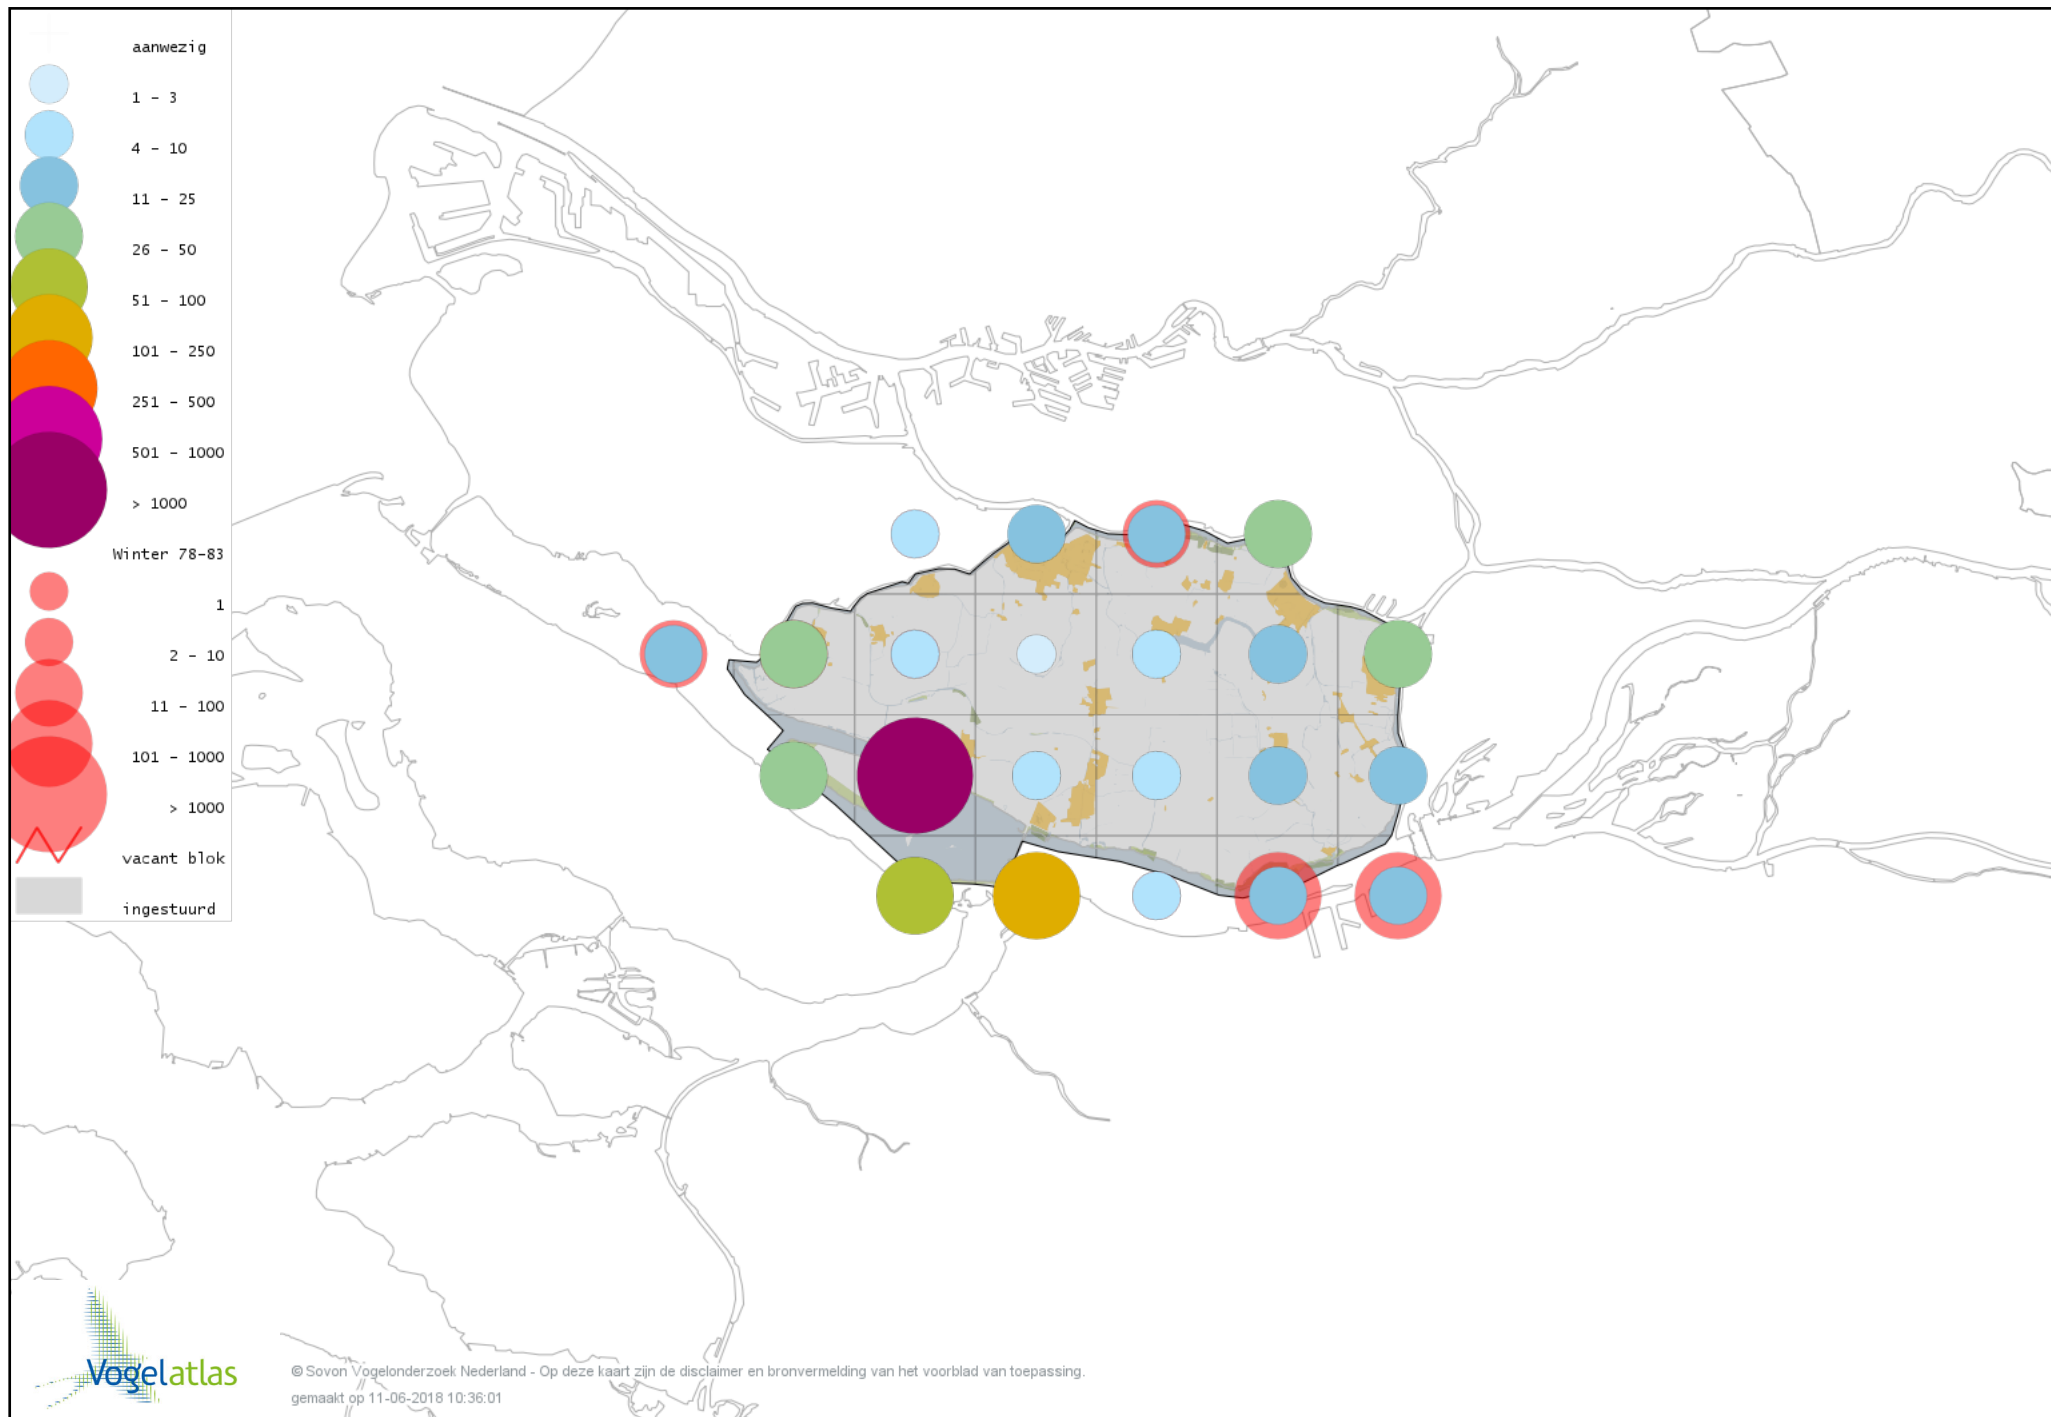 aanwezig
1 - 3
4 - 10
11 - 25
26 - 50
51 - 100
101 - 250
251 - 500
501 - 1000
> 1000
Winter 78-83
1
2 - 10
11 - 100
101 - 1000
> 1000
vacant blok
ingestuurd
Vogelatlas
© Sovon Vogelonderzoek Nederland - Op deze kaart zijn de disclaimer en bronvermelding van het voorblad van toepassing.
gemaakt op 11-06-2018 10:36:01